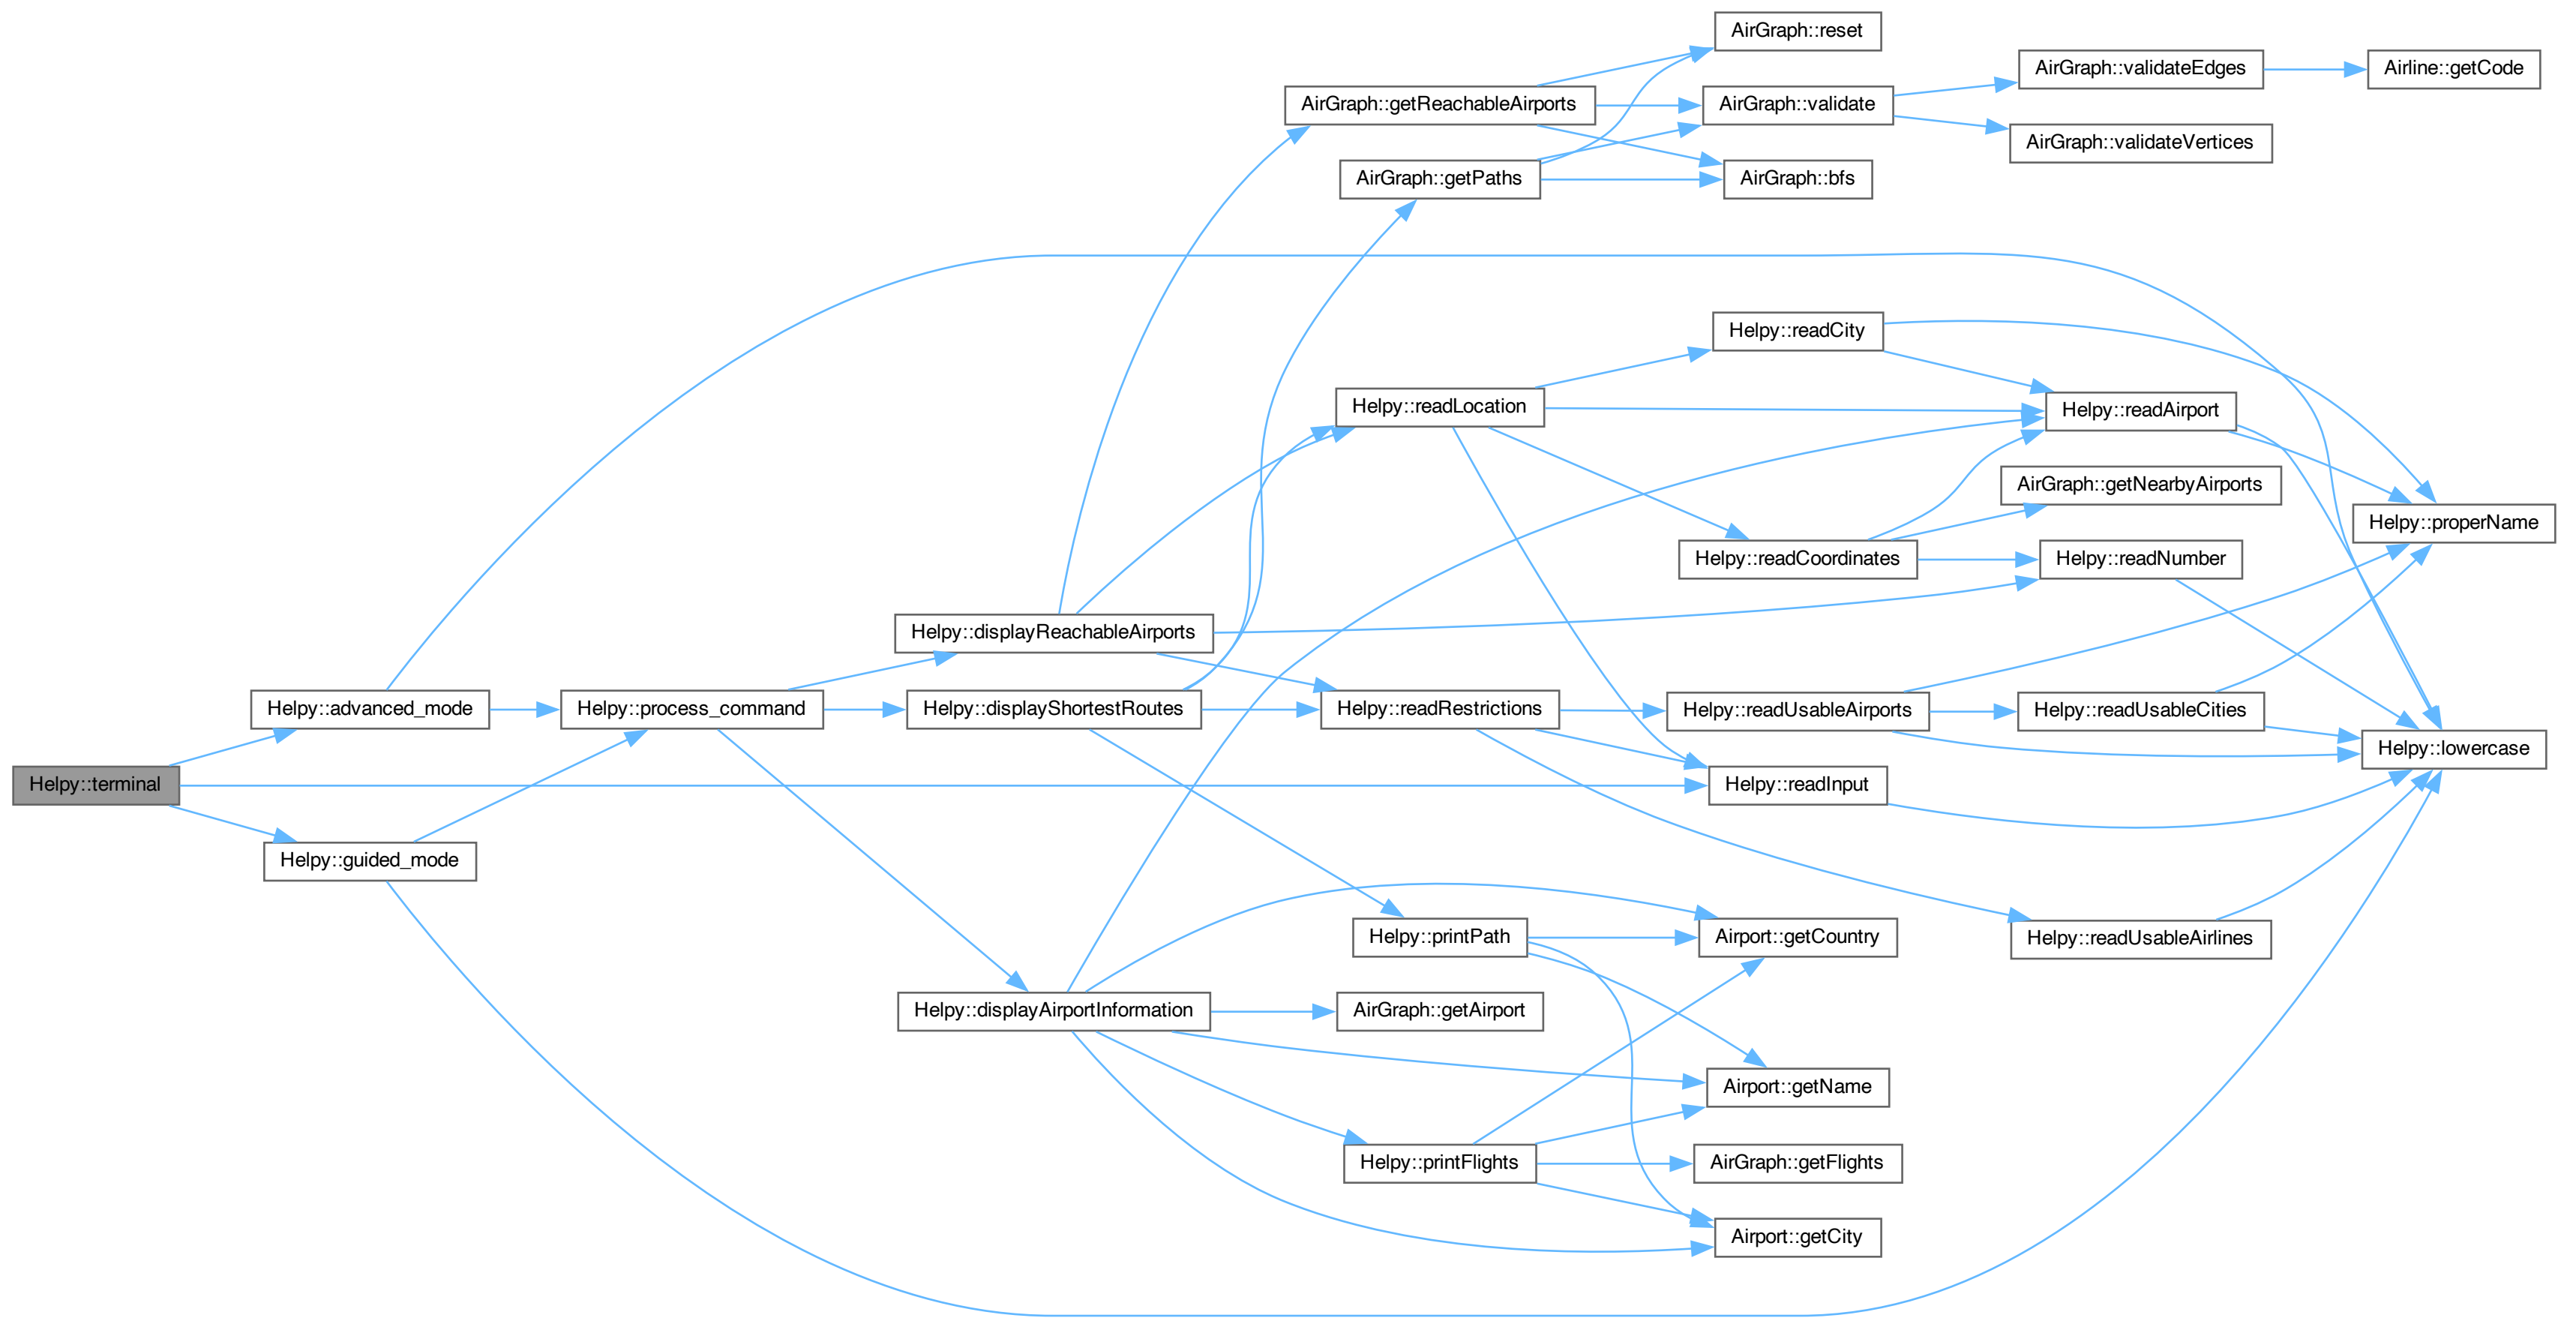 AirGraph::reset
AirGraph::validateEdges
Airline::getCode
AirGraph::getReachableAirports
AirGraph::validate
AirGraph::validateVertices
AirGraph::getPaths
AirGraph::bfs
Helpy::readCity
Helpy::readLocation
Helpy::readAirport
AirGraph::getNearbyAirports
Helpy::properName
Helpy::readCoordinates
Helpy::readNumber
Helpy::displayReachableAirports
Helpy::advanced_mode
Helpy::process_command
Helpy::displayShortestRoutes
Helpy::readRestrictions
Helpy::readUsableAirports
Helpy::readUsableCities
Helpy::lowercase
Helpy::terminal
Helpy::readInput
Helpy::guided_mode
Helpy::printPath
Airport::getCountry
Helpy::readUsableAirlines
Helpy::displayAirportInformation
AirGraph::getAirport
Airport::getName
Helpy::printFlights
AirGraph::getFlights
Airport::getCity